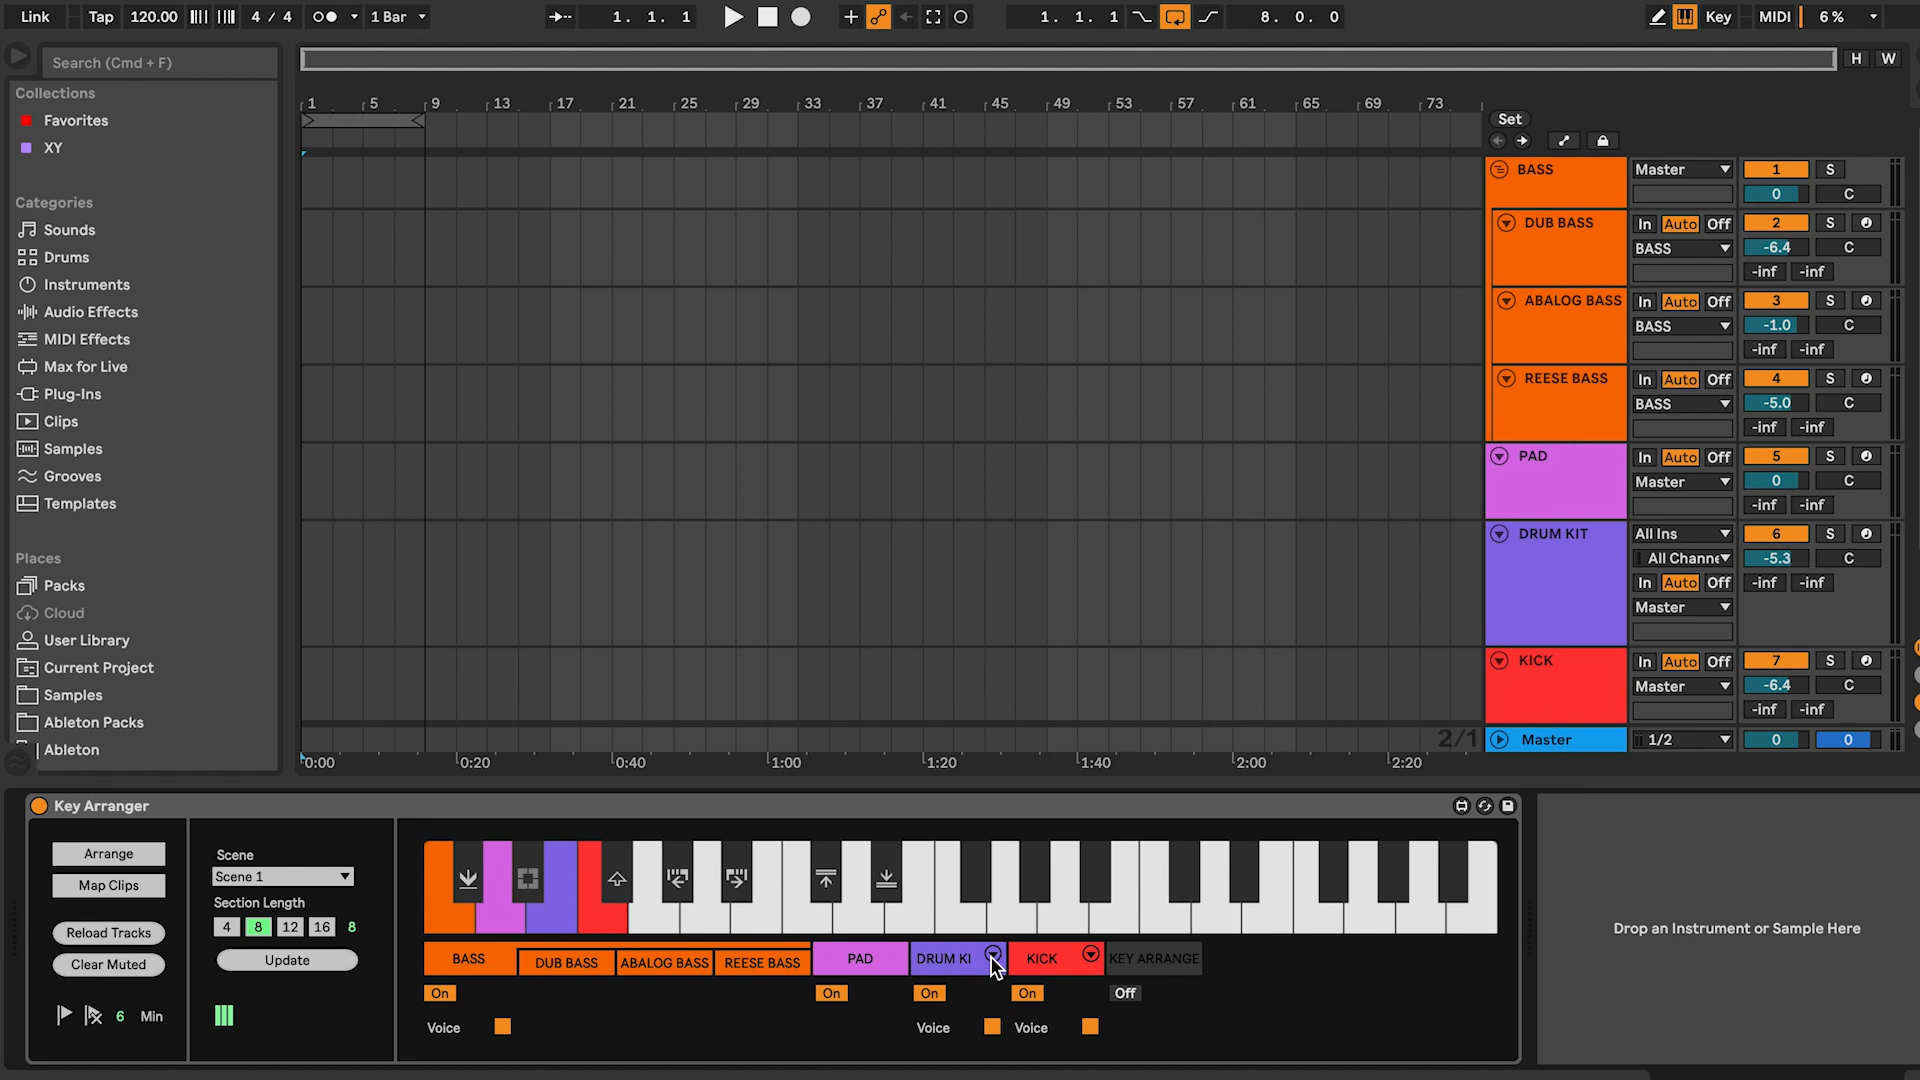 Link Tap 120.00 4 / 4 1 Bar 1. 1. 1 1. 1. 1 8. 0. 0 Key MIDI 6 %
Search (Cmd + F) H W
Collections
Favorites
XY
Categories
Sounds
Drums
Instruments
Audio Effects
MIDI Effects
Max for Live
Plug-Ins
Clips
Samples
Grooves
Templates
Places
Packs
Cloud
User Library
Current Project
Samples
Ableton Packs
Ableton
1 5 9 13 17 21 25 29 33 37 41 45 49 53 57 61 65 69 73
Set
BASS Master 1 S
0 C
DUB BASS In Auto Off 2 S
BASS -6.4 C
-inf -inf
ABALOG BASS In Auto Off 3 S
BASS -1.0 C
-inf -inf
REESE BASS In Auto Off 4 S
BASS -5.0 C
-inf -inf
PAD In Auto Off 5 S
Master 0 C
-inf -inf
DRUM KIT All Ins 6 S
All Channe -5.3 C
In Auto Off -inf -inf
Master
KICK In Auto Off 7 S
Master -6.4 C
-inf -inf
2/1 Master 1/2 0 0
0:00 0:20 0:40 1:00 1:20 1:40 2:00 2:20
Key Arranger
Arrange
Map Clips
Reload Tracks
Clear Muted
6 Min
Scene
Scene 1
Section Length
4 8 12 16 8
Update
BASS DUB BASS ABALOG BASS REESE BASS PAD DRUM KI KICK KEY ARRANGE
On On On On Off
Voice Voice Voice
Drop an Instrument or Sample Here